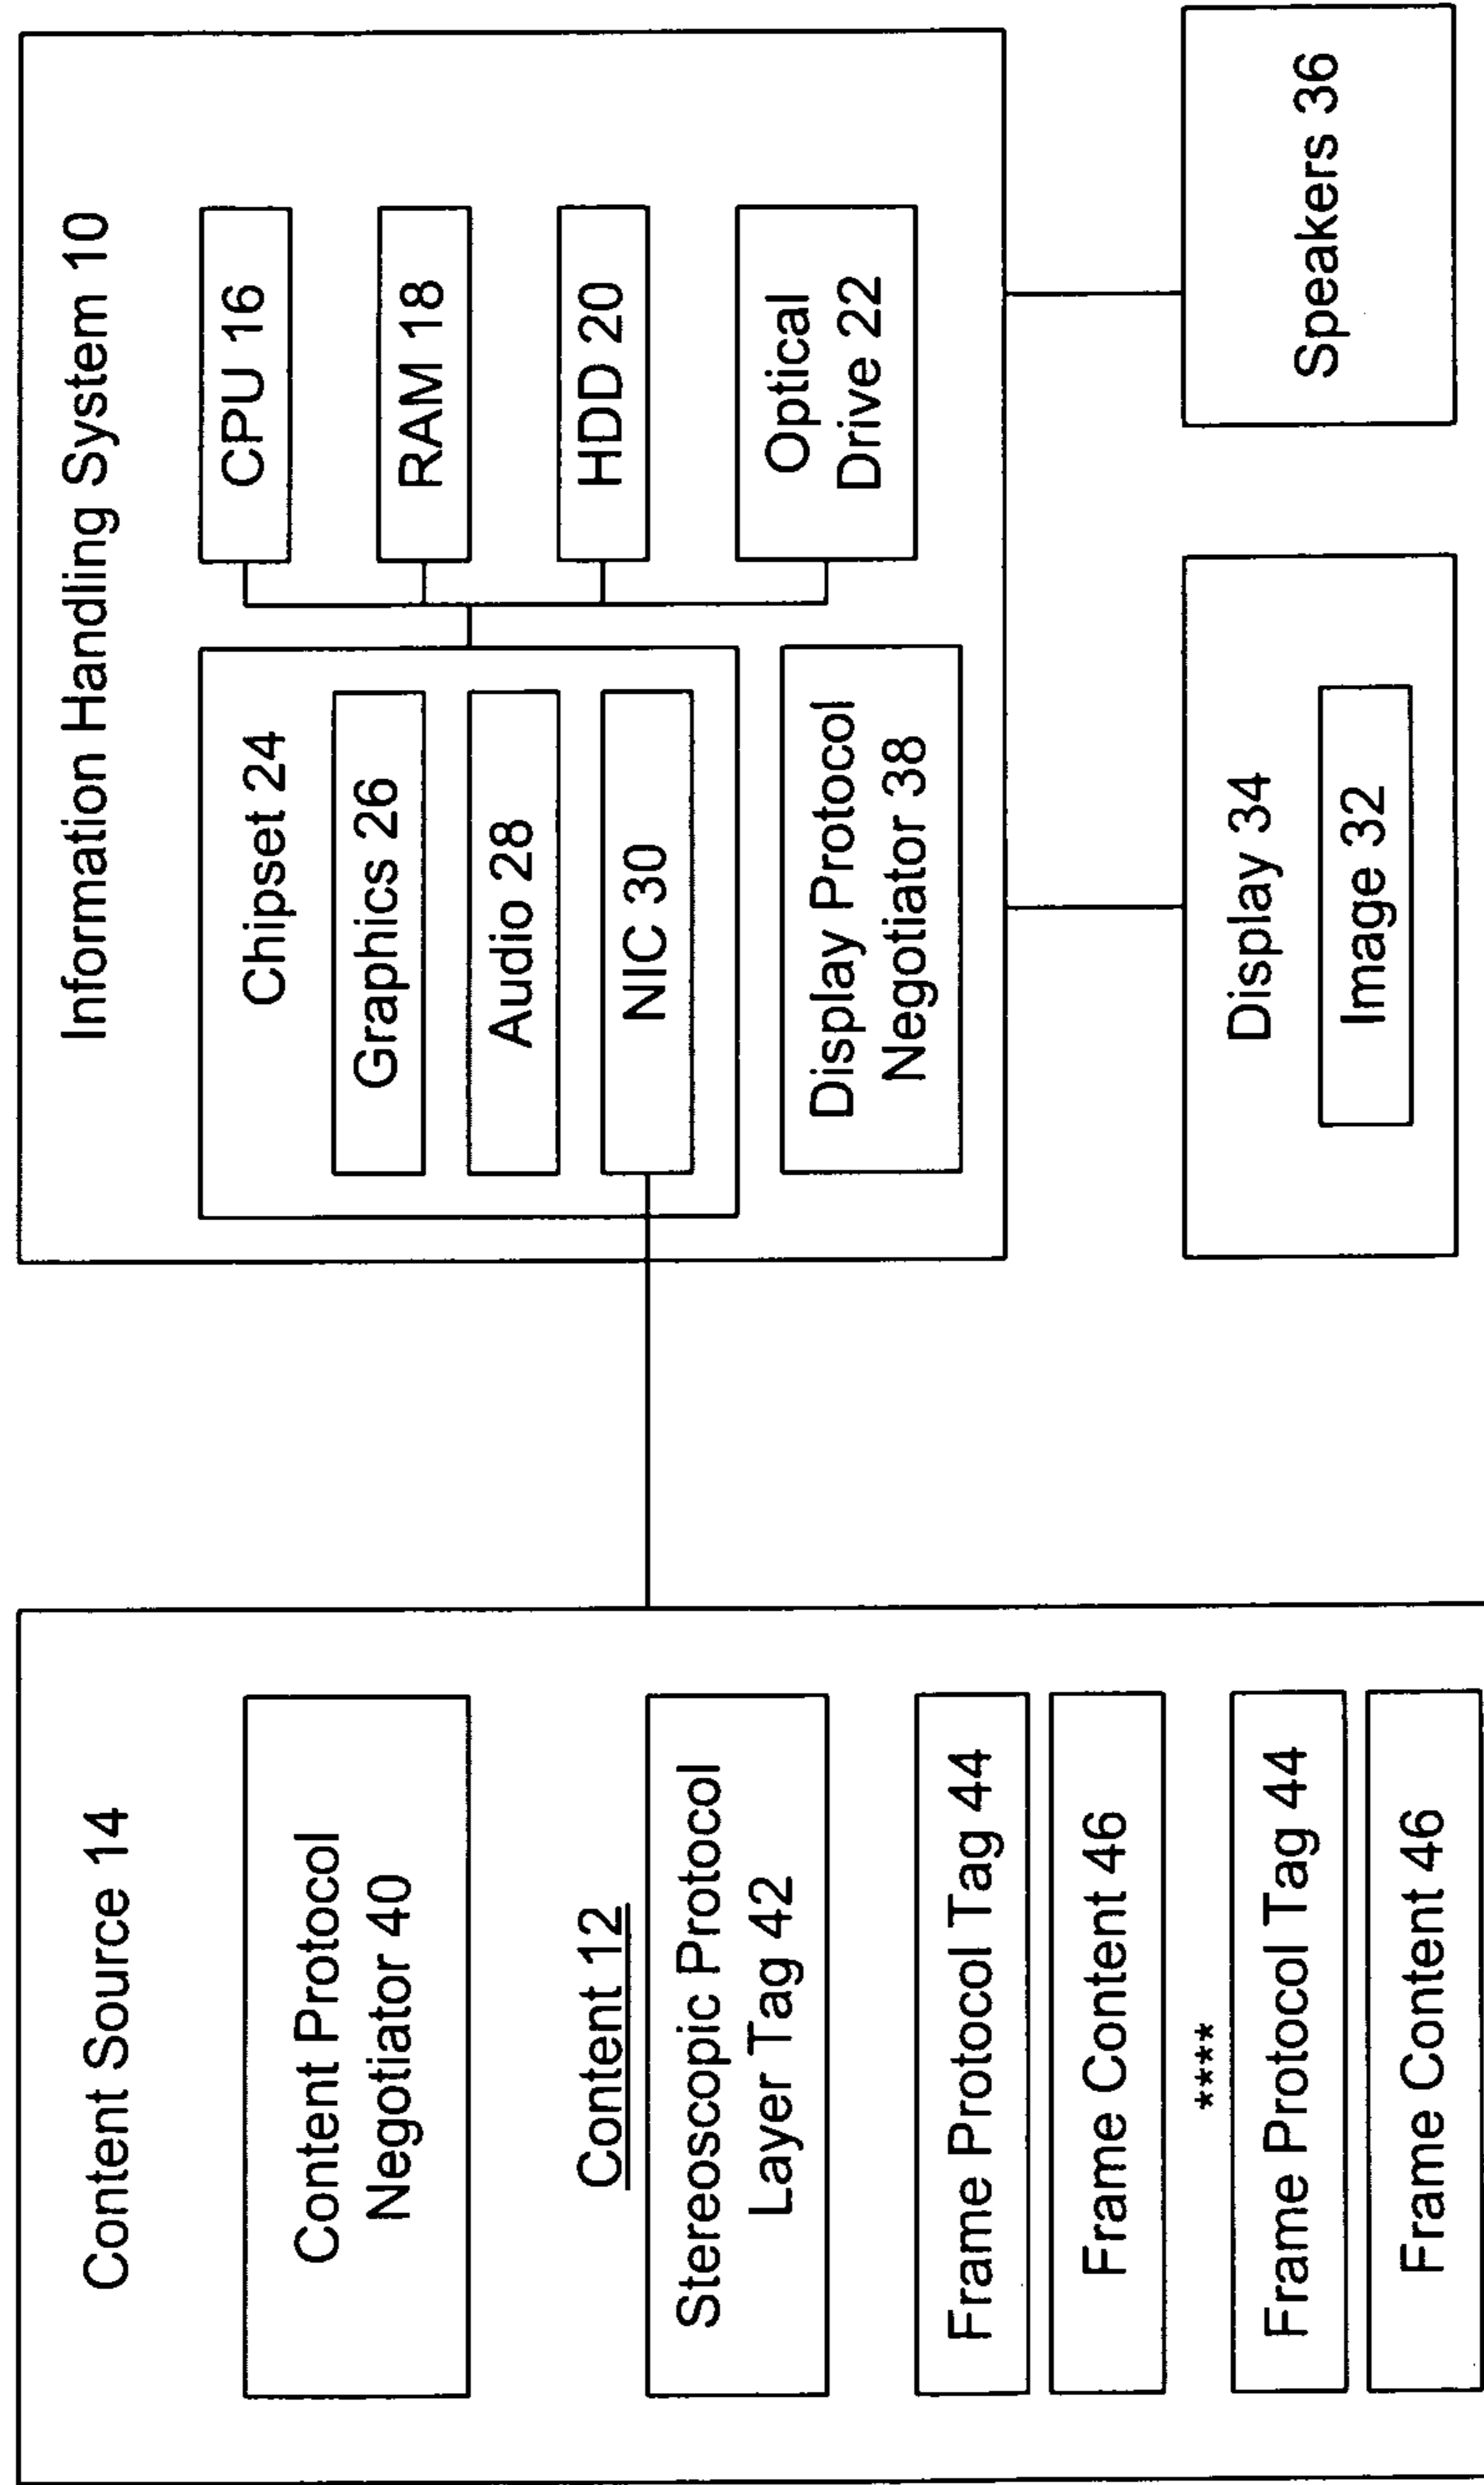 Content Source 14
Content Protocol
Negotiator 40
Content 12
Stereoscopic Protocol
Layer Tag 42
Frame Protocol Tag 44
Frame Content 46
****
Frame Protocol Tag 44
Frame Content 46
Information Handling System 10
Chipset 24
Graphics 26
Audio 28
NIC 30
Display Protocol
Negotiator 38
CPU 16
RAM 18
HDD 20
Optical
Drive 22
Display 34
Image 32
Speakers 36